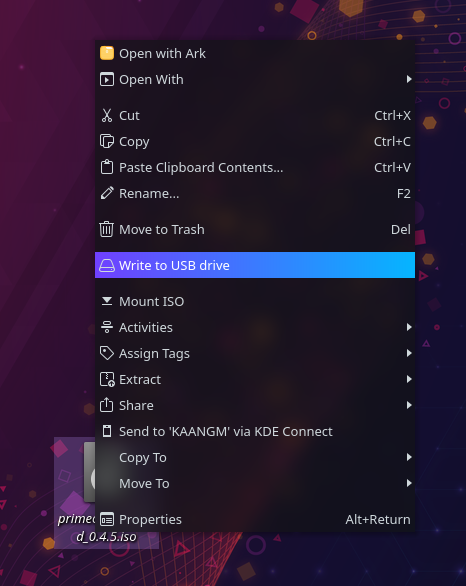 Open with Ark
Open With
Cut Ctrl+X
Copy Ctrl+C
Paste Clipboard Contents... Ctrl+V
Rename... F2
Move to Trash Del
Write to USB drive
Mount ISO
Activities
Assign Tags
Extract
Share
Send to 'KAANGM' via KDE Connect
Copy To
Move To
Properties Alt+Return
d_0.4.5.iso